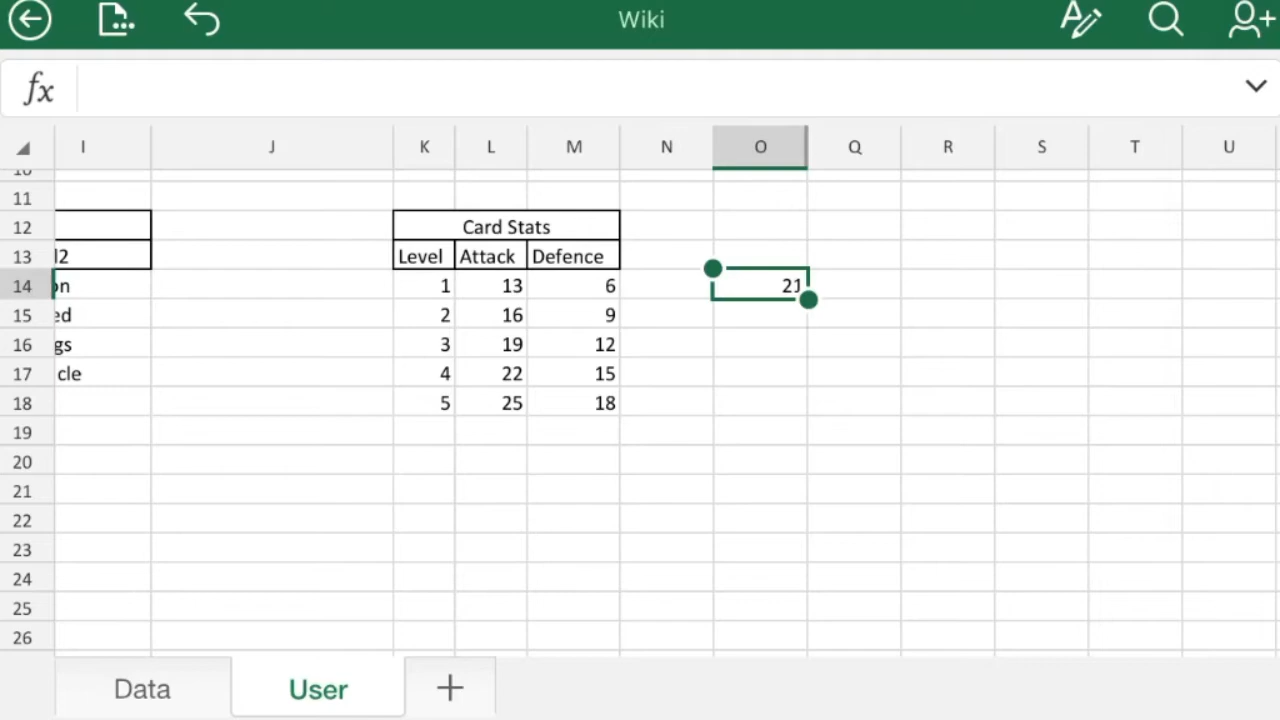 Wiki
fx
I J K L M N O Q R S T U
10
11
12 Card Stats
13 l2 Level Attack Defence
14 on 1 13 6 21
15 ed 2 16 9
16 gs 3 19 12
17 cle 4 22 15
18 5 25 18
19
20
21
22
23
24
25
26
Data User +